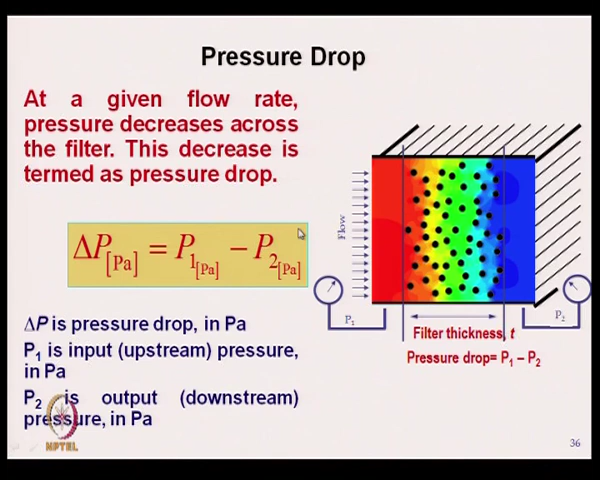 Pressure Drop
At a given flow rate,
pressure decreases across
the filter. This decrease is
termed as pressure drop.
ΔP[Pa] = P1[Pa] − P2[Pa]
ΔP is pressure drop, in Pa
P1 is input (upstream) pressure,
in Pa
P2 is output (downstream)
pressure, in Pa
Flow
P1
P2
Filter thickness, t
Pressure drop= P1 – P2
NPTEL
36